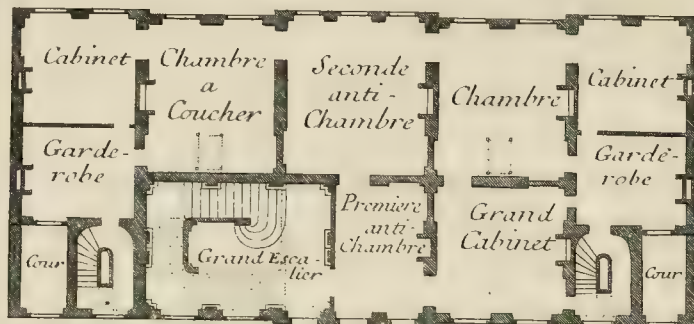 Cabinet
Chambre
a
Coucher
Seconde
anti-
Chambre
Chambre
Cabinet
Garde-
robe
Garde-
robe
Premiere
anti-
Chambre
Grand
Cabinet
Cour
Grand Esca-
lier
Cour